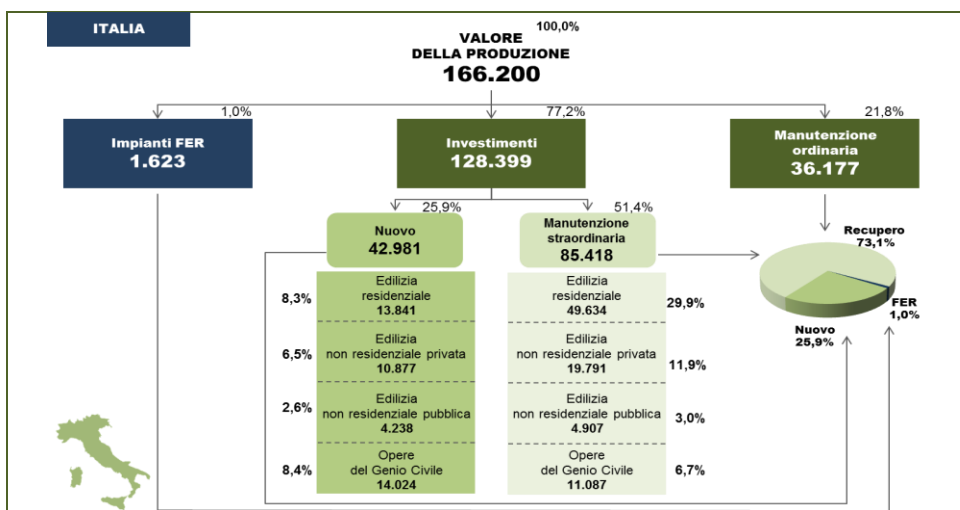 ITALIA
100,0%
VALORE
DELLA PRODUZIONE
166.200
1,0%
77,2%
21,8%
Impianti FER
1.623
Investimenti
128.399
Manutenzione
ordinaria
36.177
25,9%
51,4%
Nuovo
42.981
Manutenzione
straordinaria
85.418
Recupero
73,1%
FER
1,0%
Nuovo
25,9%
8,3%
Edilizia
residenziale
13.841
Edilizia
residenziale
49.634
29,9%
6,5%
Edilizia
non residenziale privata
10.877
Edilizia
non residenziale privata
19.791
11,9%
2,6%
Edilizia
non residenziale pubblica
4.238
Edilizia
non residenziale pubblica
4.907
3,0%
8,4%
Opere
del Genio Civile
14.024
Opere
del Genio Civile
11.087
6,7%